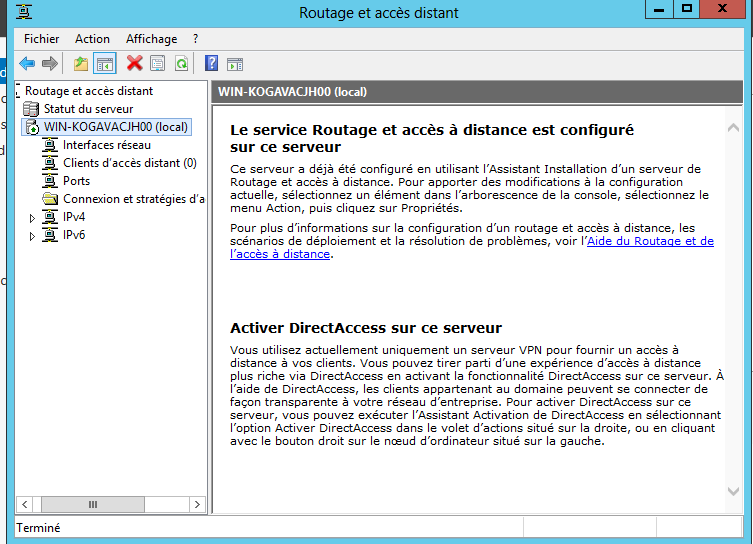 Routage et accès distant
Fichier Action Affichage ?
Routage et accès distant
Statut du serveur
WIN-KOGAVACJH00 (local)
Interfaces réseau
Clients d'accès distant (0)
Ports
Connexion et stratégies d'a
IPv4
IPv6
WIN-KOGAVACJH00 (local)
Le service Routage et accès à distance est configuré
sur ce serveur
Ce serveur a déjà été configuré en utilisant l'Assistant Installation d'un serveur de
Routage et accès à distance. Pour apporter des modifications à la configuration
actuelle, sélectionnez un élément dans l'arborescence de la console, sélectionnez le
menu Action, puis cliquez sur Propriétés.
Pour plus d'informations sur la configuration d'un routage et accès à distance, les
scénarios de déploiement et la résolution de problèmes, voir l'Aide du Routage et de
l'accès à distance.
Activer DirectAccess sur ce serveur
Vous utilisez actuellement uniquement un serveur VPN pour fournir un accès à
distance à vos clients. Vous pouvez tirer parti d'une expérience d'accès à distance
plus riche via DirectAccess en activant la fonctionnalité DirectAccess sur ce serveur. À
l'aide de DirectAccess, les clients appartenant au domaine peuvent se connecter de
façon transparente à votre réseau d'entreprise. Pour activer DirectAccess sur ce
serveur, vous pouvez exécuter l'Assistant Activation de DirectAccess en sélectionnant
l'option Activer DirectAccess dans le volet d'actions situé sur la droite, ou en cliquant
avec le bouton droit sur le nœud d'ordinateur situé sur la gauche.
Terminé